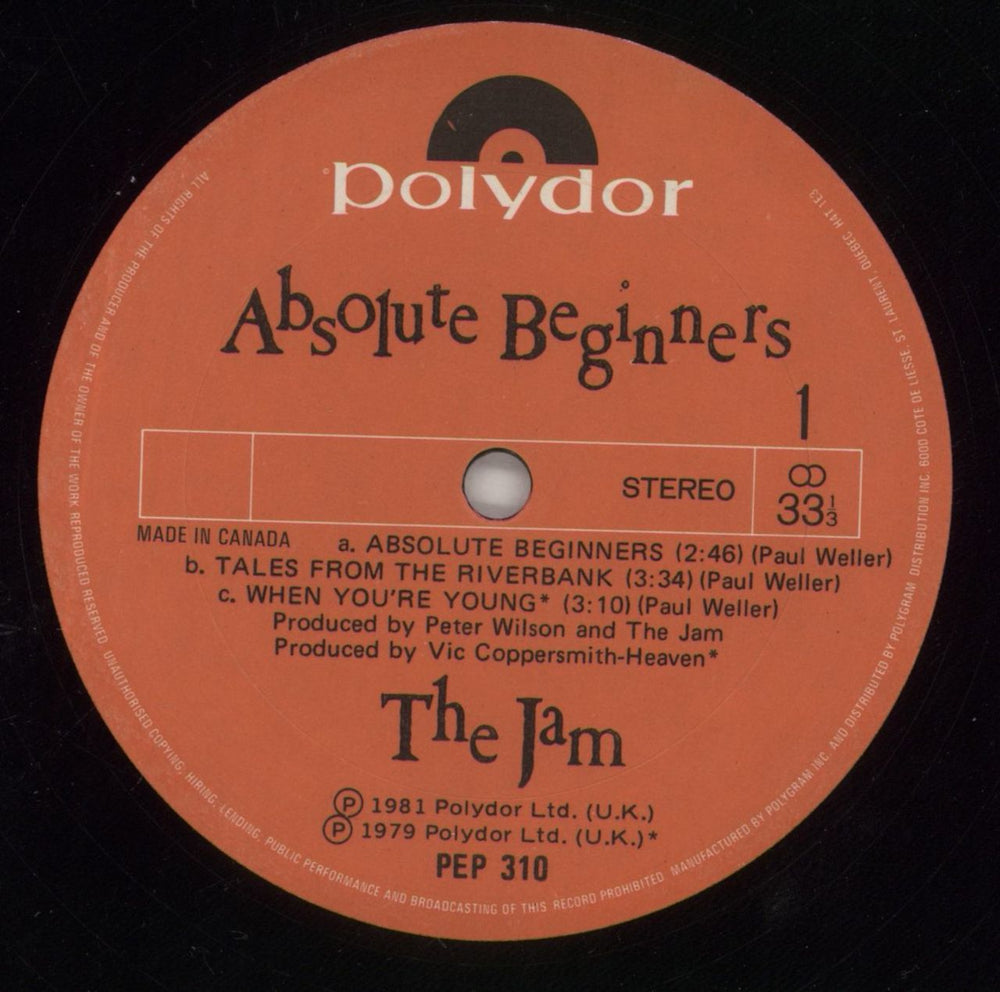 polydor
Absolute Beginners
1
STEREO
33⅓
MADE IN CANADA
a. ABSOLUTE BEGINNERS (2:46) (Paul Weller)
b. TALES FROM THE RIVERBANK (3:34) (Paul Weller)
c. WHEN YOU'RE YOUNG* (3:10) (Paul Weller)
Produced by Peter Wilson and The Jam
Produced by Vic Coppersmith-Heaven*
The Jam
℗ 1981 Polydor Ltd. (U.K.)
℗ 1979 Polydor Ltd. (U.K.)*
PEP 310
ALL RIGHTS OF THE PRODUCER AND OF THE OWNER OF THE WORK REPRODUCED RESERVED. UNAUTHORISED COPYING, HIRING, LENDING, PUBLIC PERFORMANCE AND BROADCASTING OF THIS RECORD PROHIBITED. MANUFACTURED BY POLYGRAM INC. AND DISTRIBUTED BY POLYGRAM DISTRIBUTION INC. 6000 COTE DE LIESSE, ST LAURENT, QUEBEC H4T 1E3